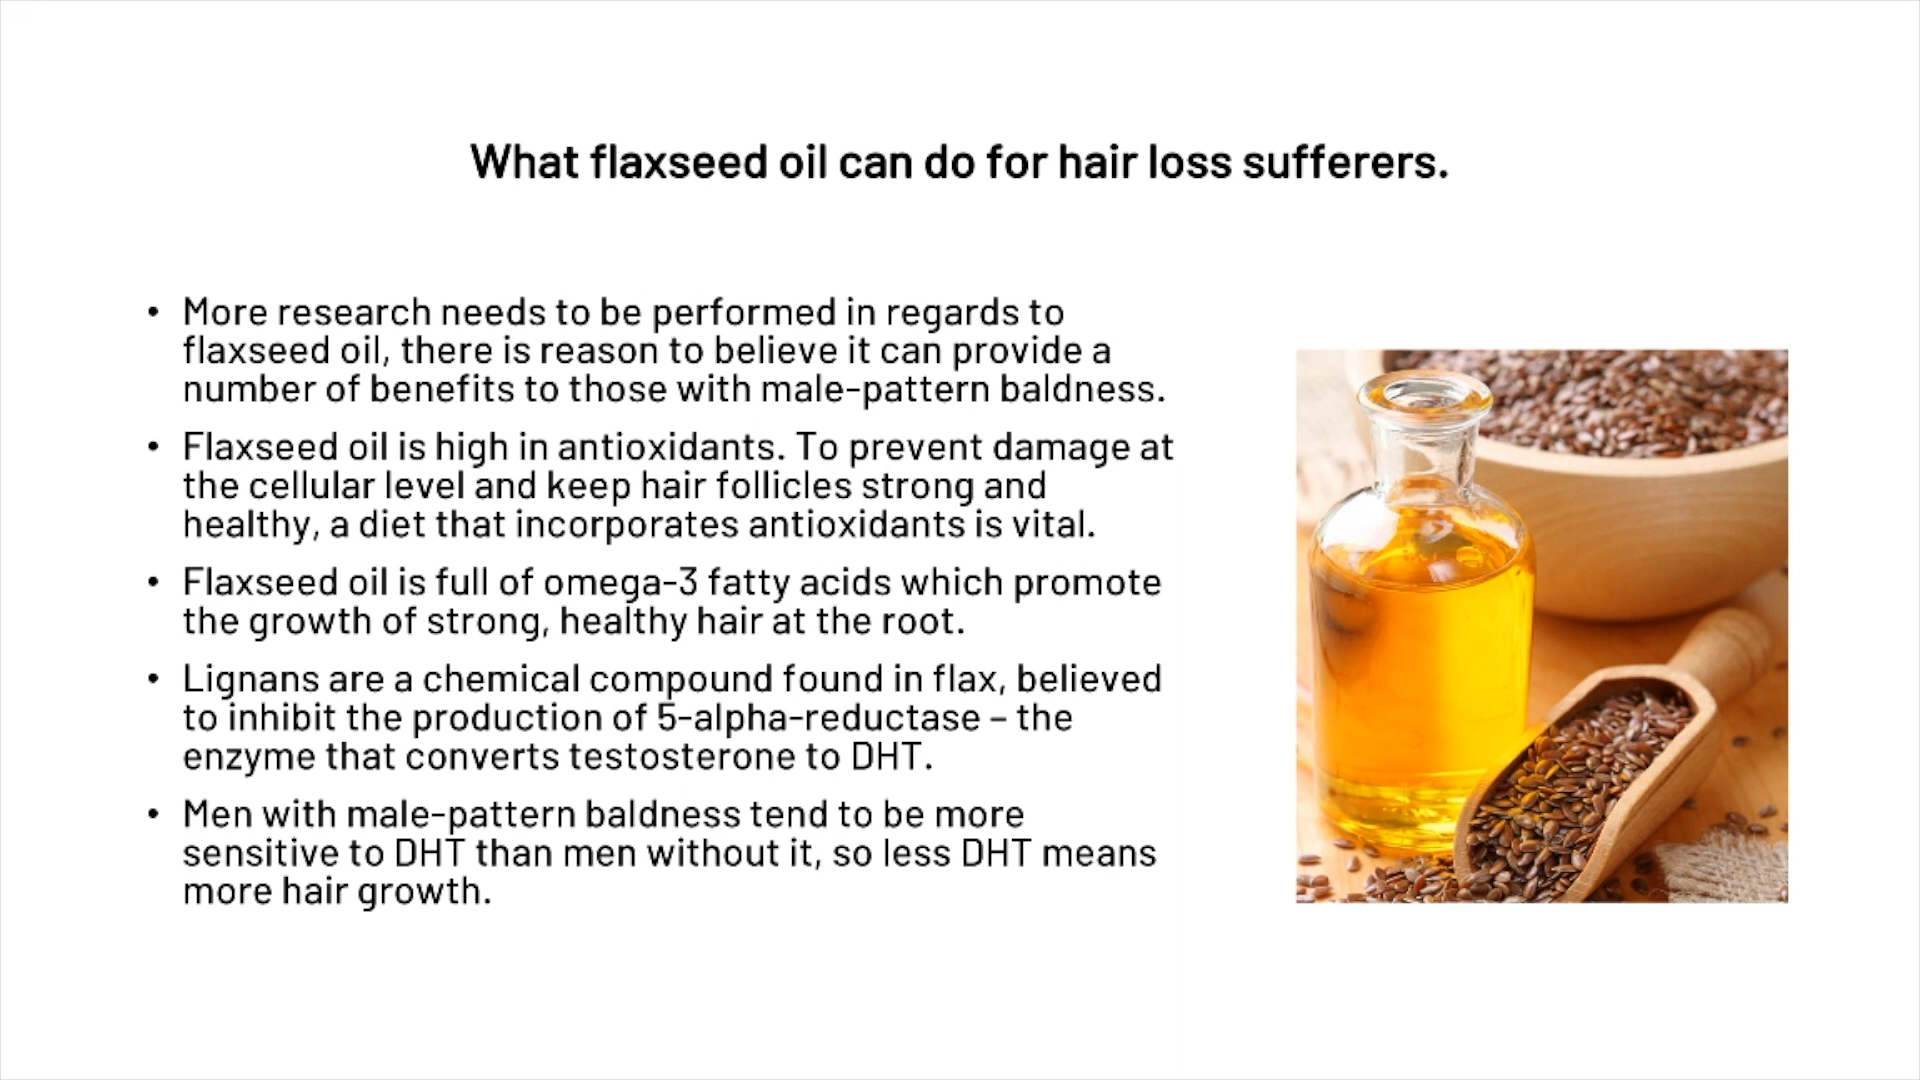 What flaxseed oil can do for hair loss sufferers.
• More research needs to be performed in regards to
flaxseed oil, there is reason to believe it can provide a
number of benefits to those with male-pattern baldness.
• Flaxseed oil is high in antioxidants. To prevent damage at
the cellular level and keep hair follicles strong and
healthy, a diet that incorporates antioxidants is vital.
• Flaxseed oil is full of omega-3 fatty acids which promote
the growth of strong, healthy hair at the root.
• Lignans are a chemical compound found in flax, believed
to inhibit the production of 5-alpha-reductase – the
enzyme that converts testosterone to DHT.
• Men with male-pattern baldness tend to be more
sensitive to DHT than men without it, so less DHT means
more hair growth.